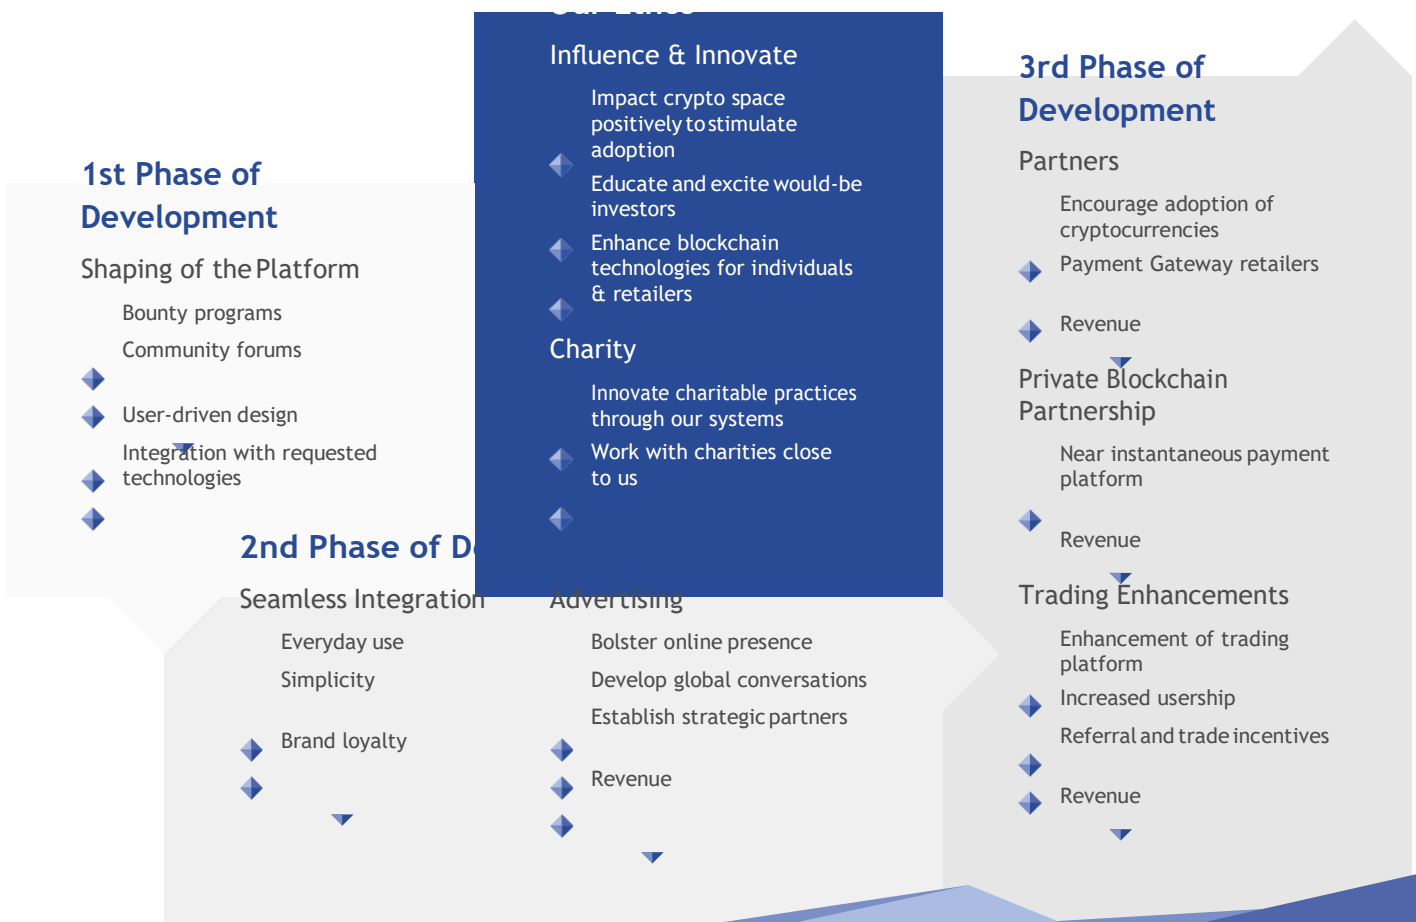 1st Phase of
Development
Shaping of the Platform
Bounty programs
Community forums
User-driven design
Integration with requested
technologies
2nd Phase of
Seamless Integration
Everyday use
Simplicity
Brand loyalty
Our Ethics
Influence & Innovate
Impact crypto space
positively to stimulate
adoption
Educate and excite would-be
investors
Enhance blockchain
technologies for individuals
& retailers
Charity
Innovate charitable practices
through our systems
Work with charities close
to us
Advertising
Bolster online presence
Develop global conversations
Establish strategic partners
Revenue
3rd Phase of
Development
Partners
Encourage adoption of
cryptocurrencies
Payment Gateway retailers
Revenue
Private Blockchain
Partnership
Near instantaneous payment
platform
Revenue
Trading Enhancements
Enhancement of trading
platform
Increased usership
Referral and trade incentives
Revenue